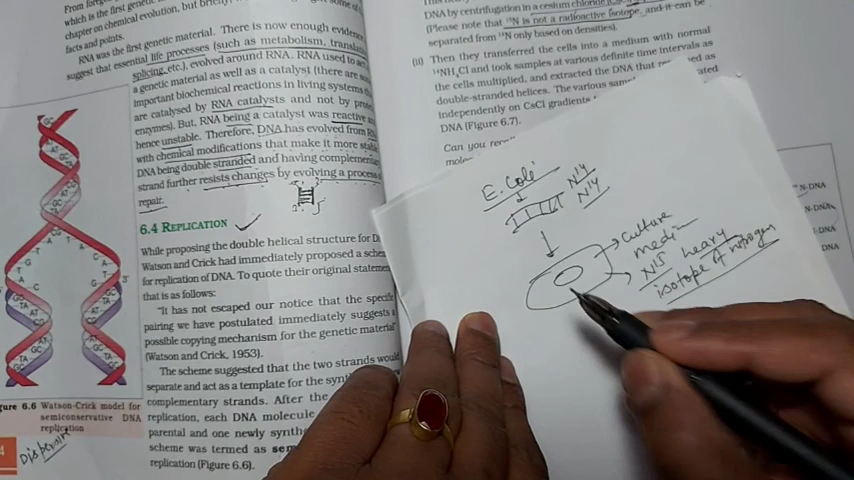 From foregoing
chapter on chemical evolution, but briefly
facts and points.
RNA was the first genetic material. There is now enough evidence
suggest that essential life processes (such as metabolism, translation,
splicing, etc.), evolved around RNA. RNA used to act
a genetic material as well as a catalyst (there are some
important biochemical reactions in living systems
are catalysed by RNA catalysts and not by
enzymes). But, RNA being a catalyst was reactive and
hence unstable. Therefore, DNA has evolved from
with chemical modifications that make it more stable.
DNA being double stranded and having complementary
strand further resists changes by evolving a process
repair.
6.4 REPLICATION
While proposing the double helical structure for
Watson and Crick had immediately proposed a scheme
for replication of DNA. To quote their original statement
that is as follows:
"It has not escaped our notice that the specific
pairing we have postulated immediately suggests a
possible copying mechanism for the genetic material"
(Watson and Crick, 1953).
The scheme suggested that the two strands would
separate and act as a template for the
complementary strands. After the
replication, each DNA molecule
parental and one newly
scheme was termed as
replication (Figure 6.6).
Figure 6.6 Watson-Crick model for
semiconservative DNA
replication
DNA by centrifugation in a cesium chloride
(Please note that ¹⁵N is not a radioactive isotope, and it can be
separated from ¹⁴N only based on densities).
(ii) Then they transferred the cells into a medium with normal
¹⁴NH₄Cl and took samples at various definite time intervals as
the cells multiplied, and extracted the DNA that
double-stranded helices. The various
independently on CsCl gradients
DNA (Figure 6.7).
Can you
E. Coli
N14
N14
Culture
medium
N15 heavy
isotope of nitrogen
N-DNA
DNA
DNA